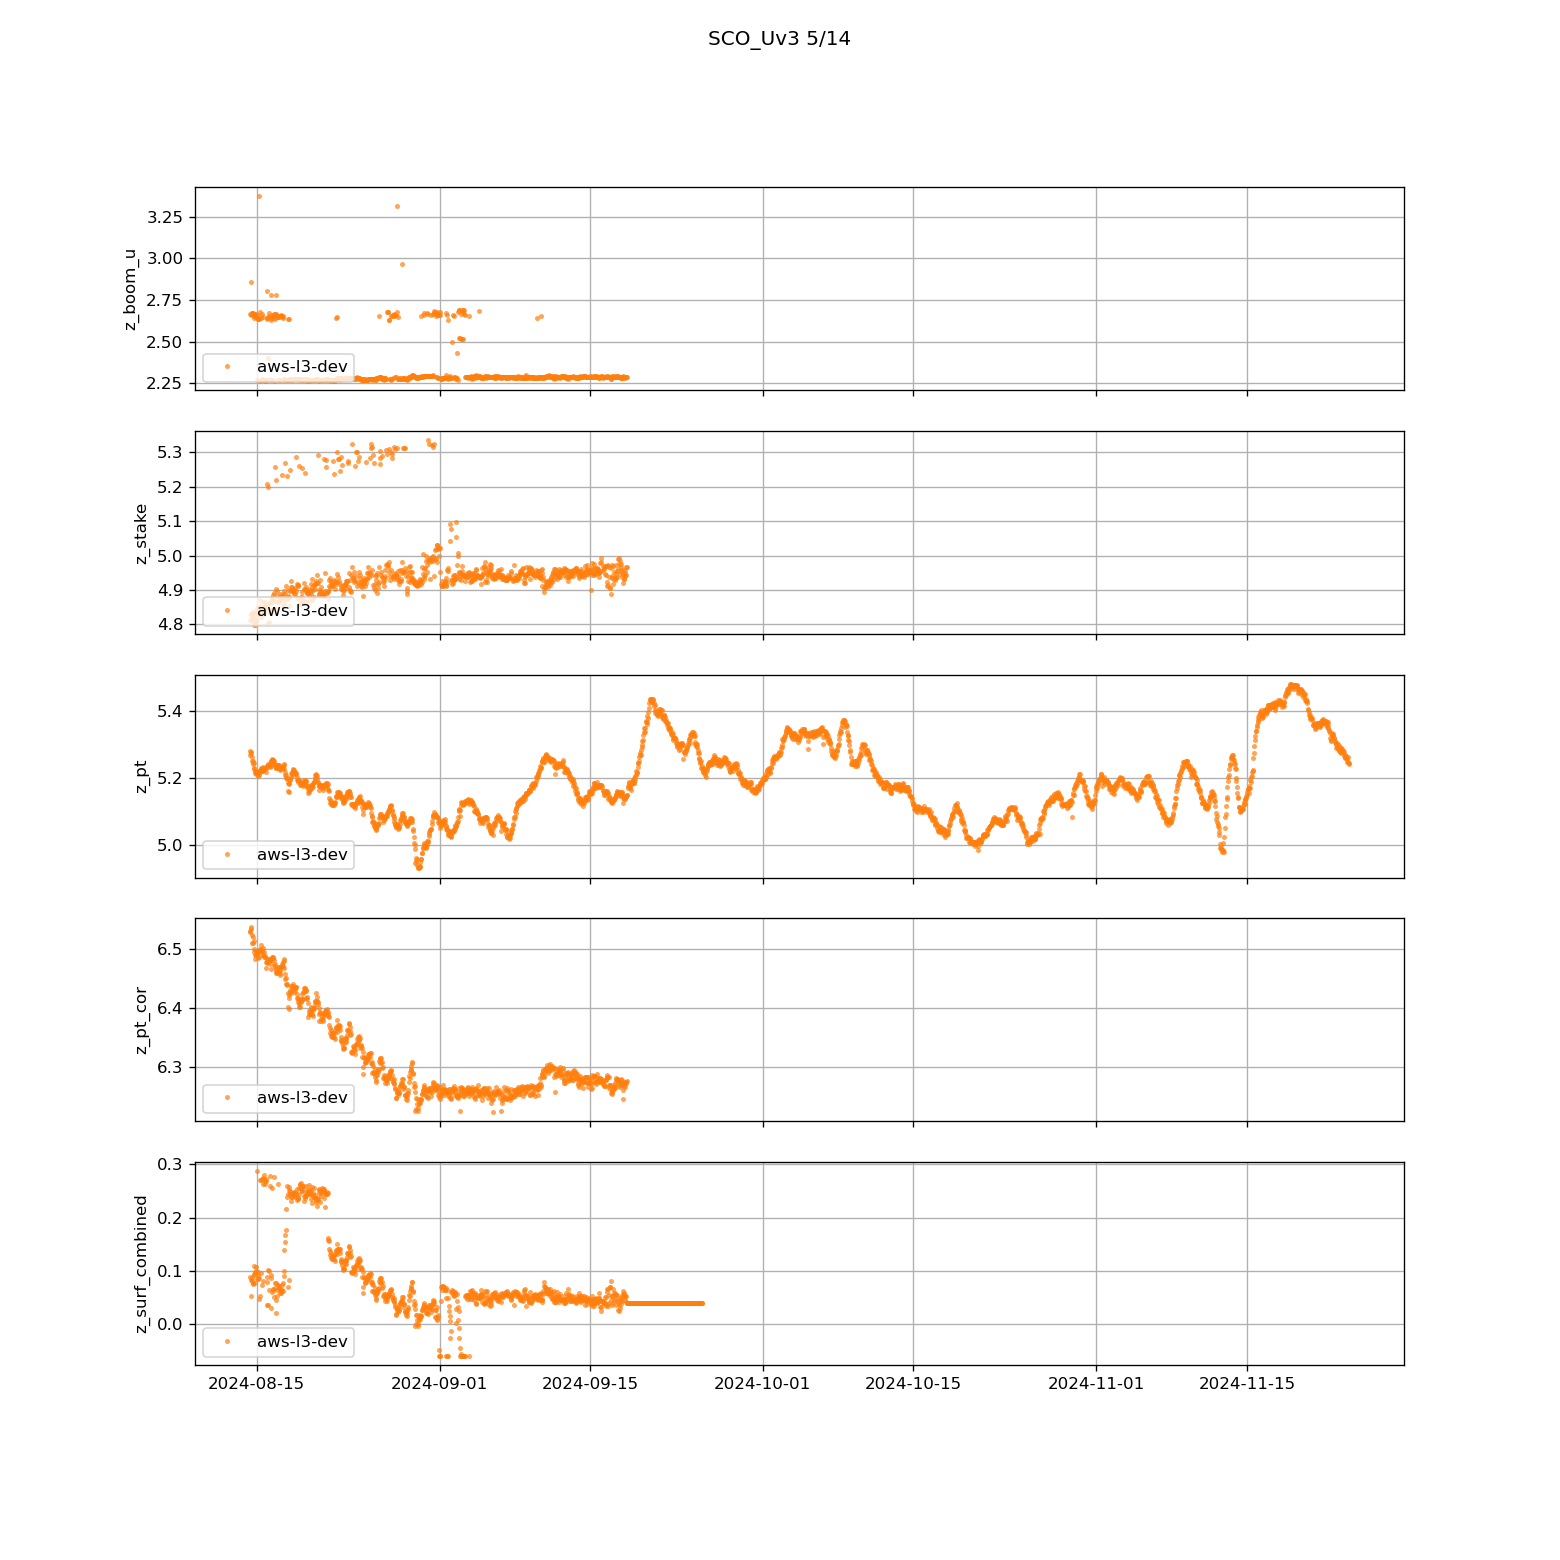 SCO_Uv3 5/14
z_boom_u
3.25
3.00
2.75
2.50
2.25
aws-l3-dev
z_stake
5.3
5.2
5.1
5.0
4.9
4.8
aws-l3-dev
z_pt
5.4
5.2
5.0
aws-l3-dev
z_pt_cor
6.5
6.4
6.3
aws-l3-dev
z_surf_combined
0.3
0.2
0.1
0.0
aws-l3-dev
2024-08-15 2024-09-01 2024-09-15 2024-10-01 2024-10-15 2024-11-01 2024-11-15